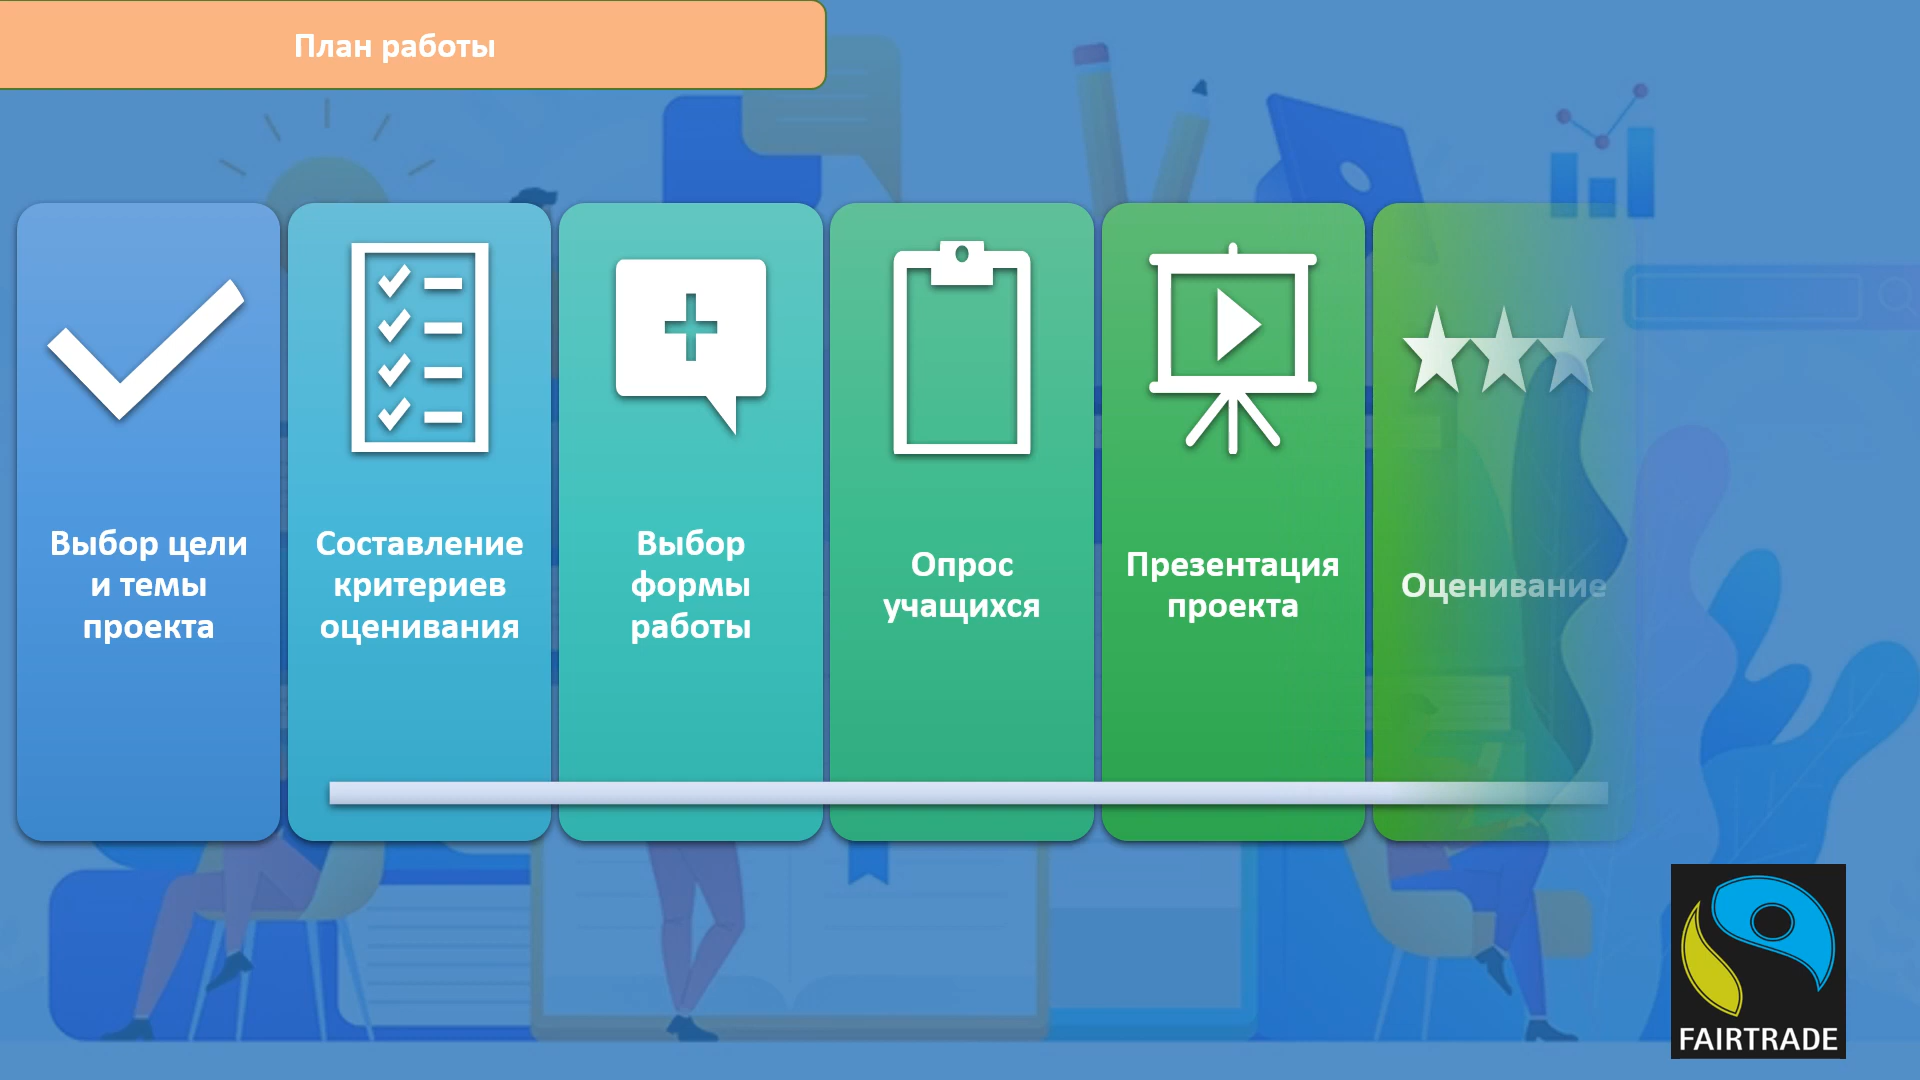 План работы
Выбор цели
и темы
проекта
Составление
критериев
оценивания
Выбор
формы
работы
Опрос
учащихся
Презентация
проекта
Оценивание
FAIRTRADE